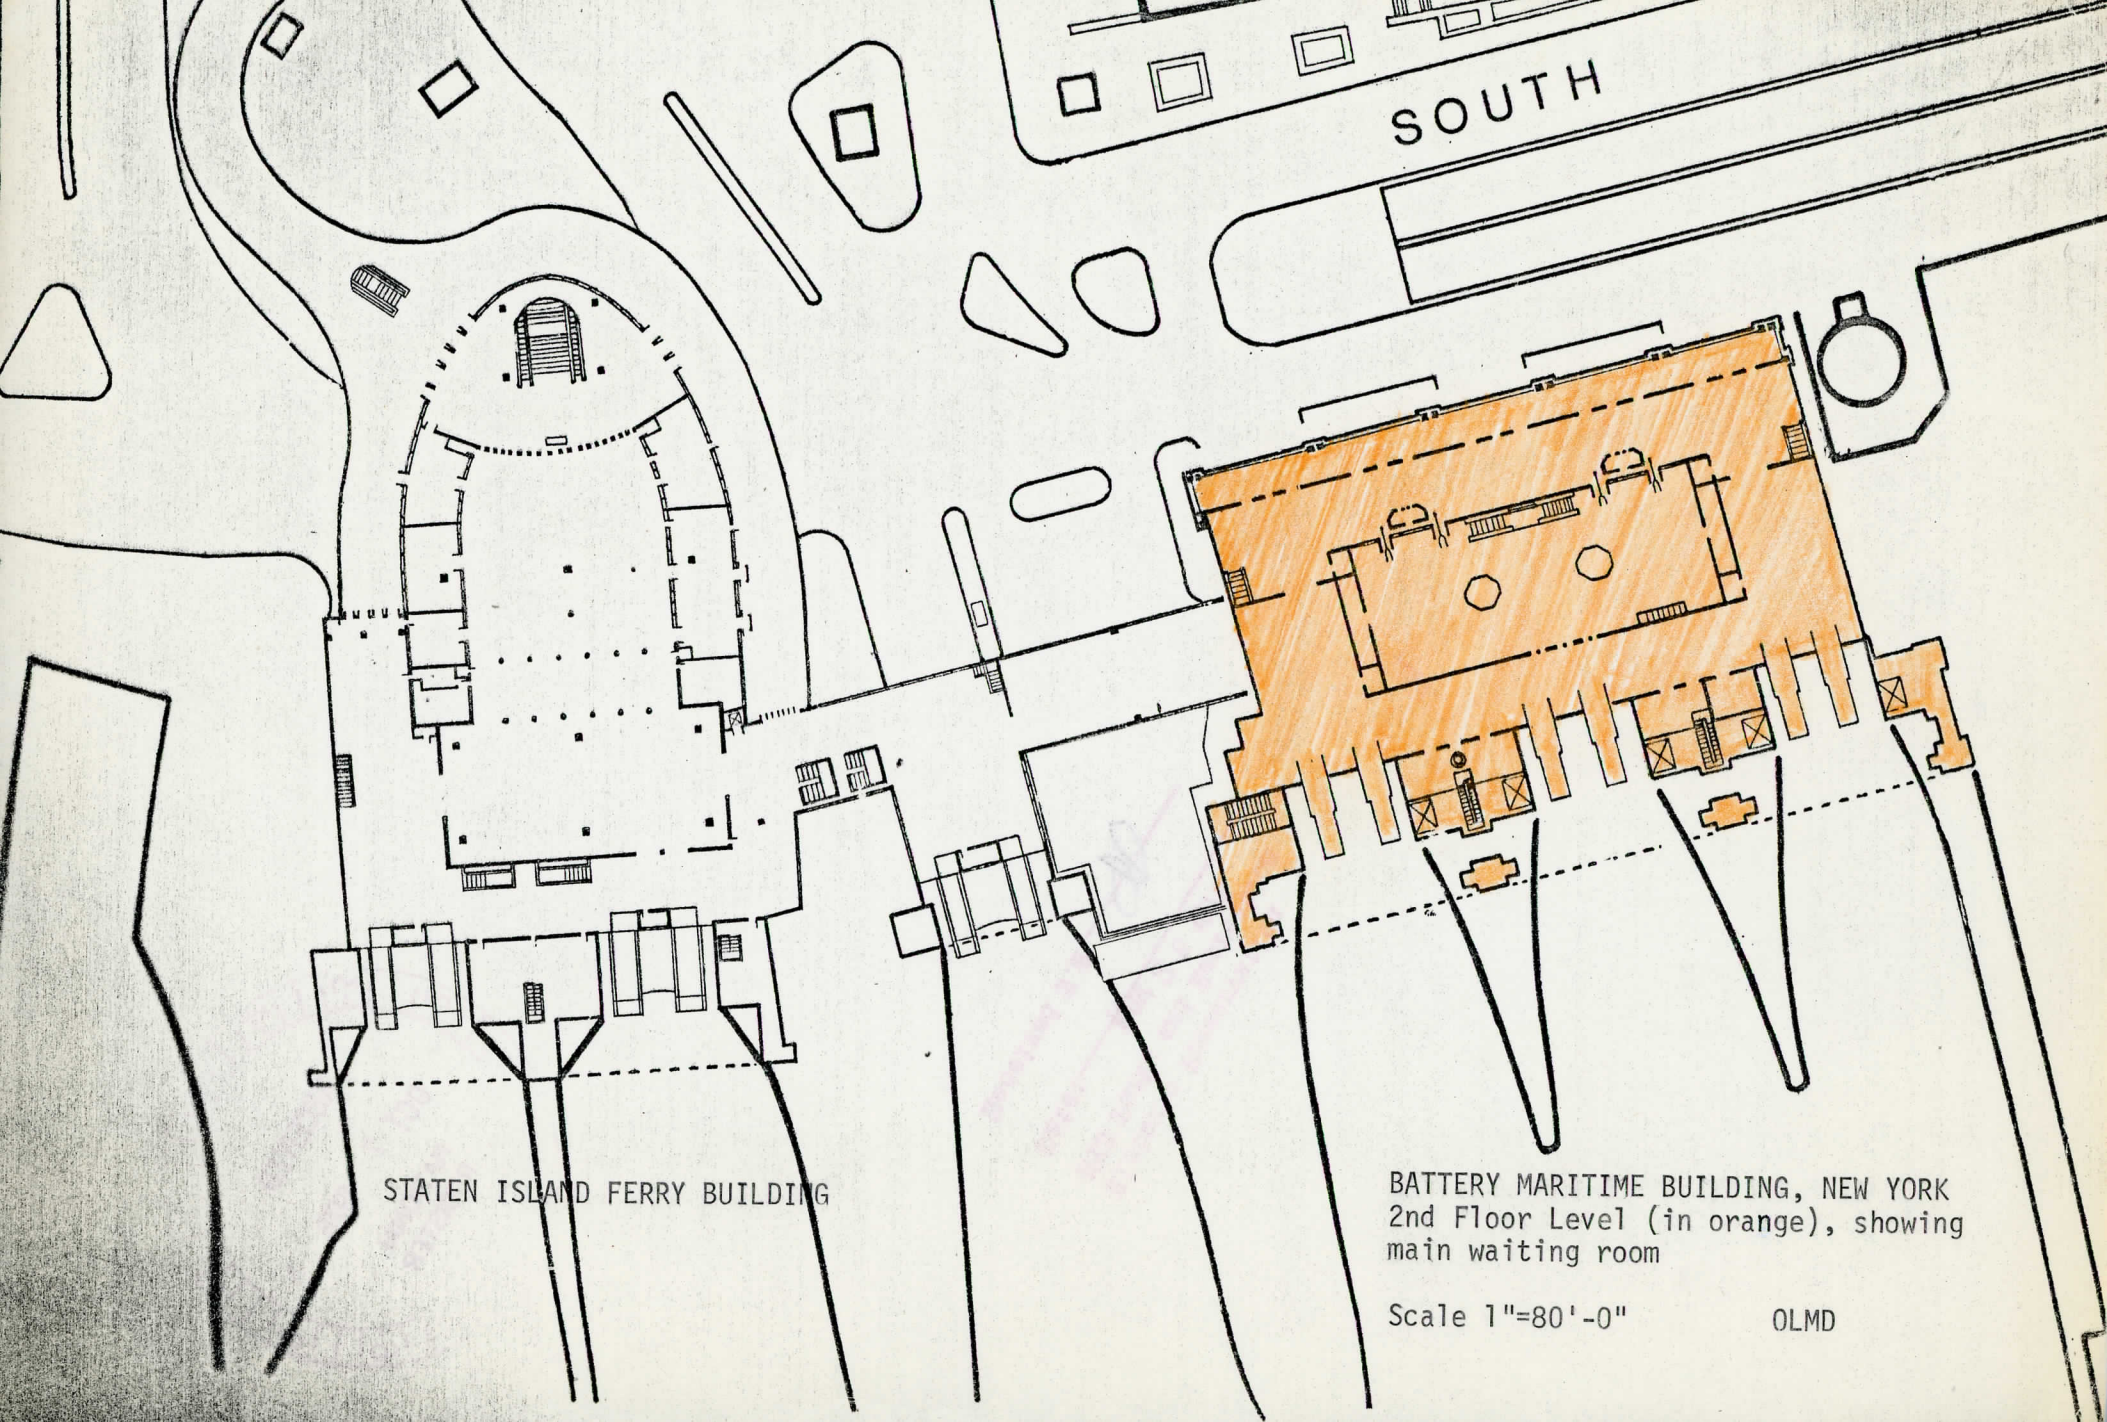 SOUTH
STATEN ISLAND FERRY BUILDING
BATTERY MARITIME BUILDING, NEW YORK
2nd Floor Level (in orange), showing
main waiting room
Scale 1"=80'-0"
OLMD